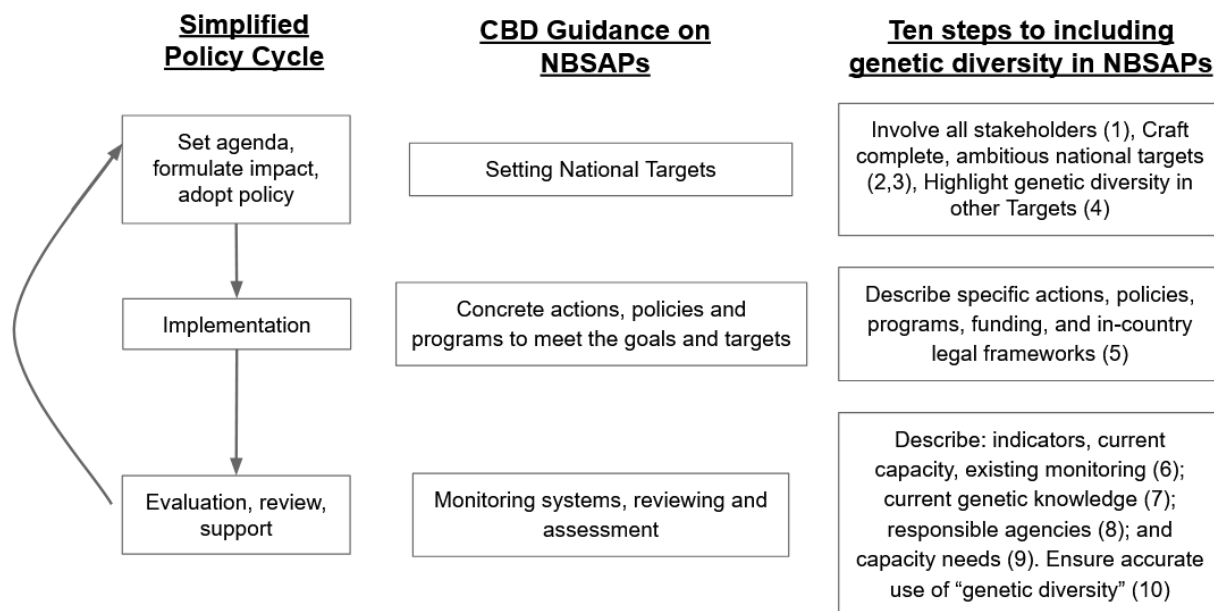 Simplified
Policy Cycle
CBD Guidance on
NBSAPs
Ten steps to including
genetic diversity in NBSAPs
Set agenda,
formulate impact,
adopt policy
Setting National Targets
Involve all stakeholders (1), Craft
complete, ambitious national targets
(2,3), Highlight genetic diversity in
other Targets (4)
Implementation
Concrete actions, policies and
programs to meet the goals and targets
Describe specific actions, policies,
programs, funding, and in-country
legal frameworks (5)
Evaluation, review,
support
Monitoring systems, reviewing and
assessment
Describe: indicators, current
capacity, existing monitoring (6);
current genetic knowledge (7);
responsible agencies (8); and
capacity needs (9). Ensure accurate
use of “genetic diversity” (10)